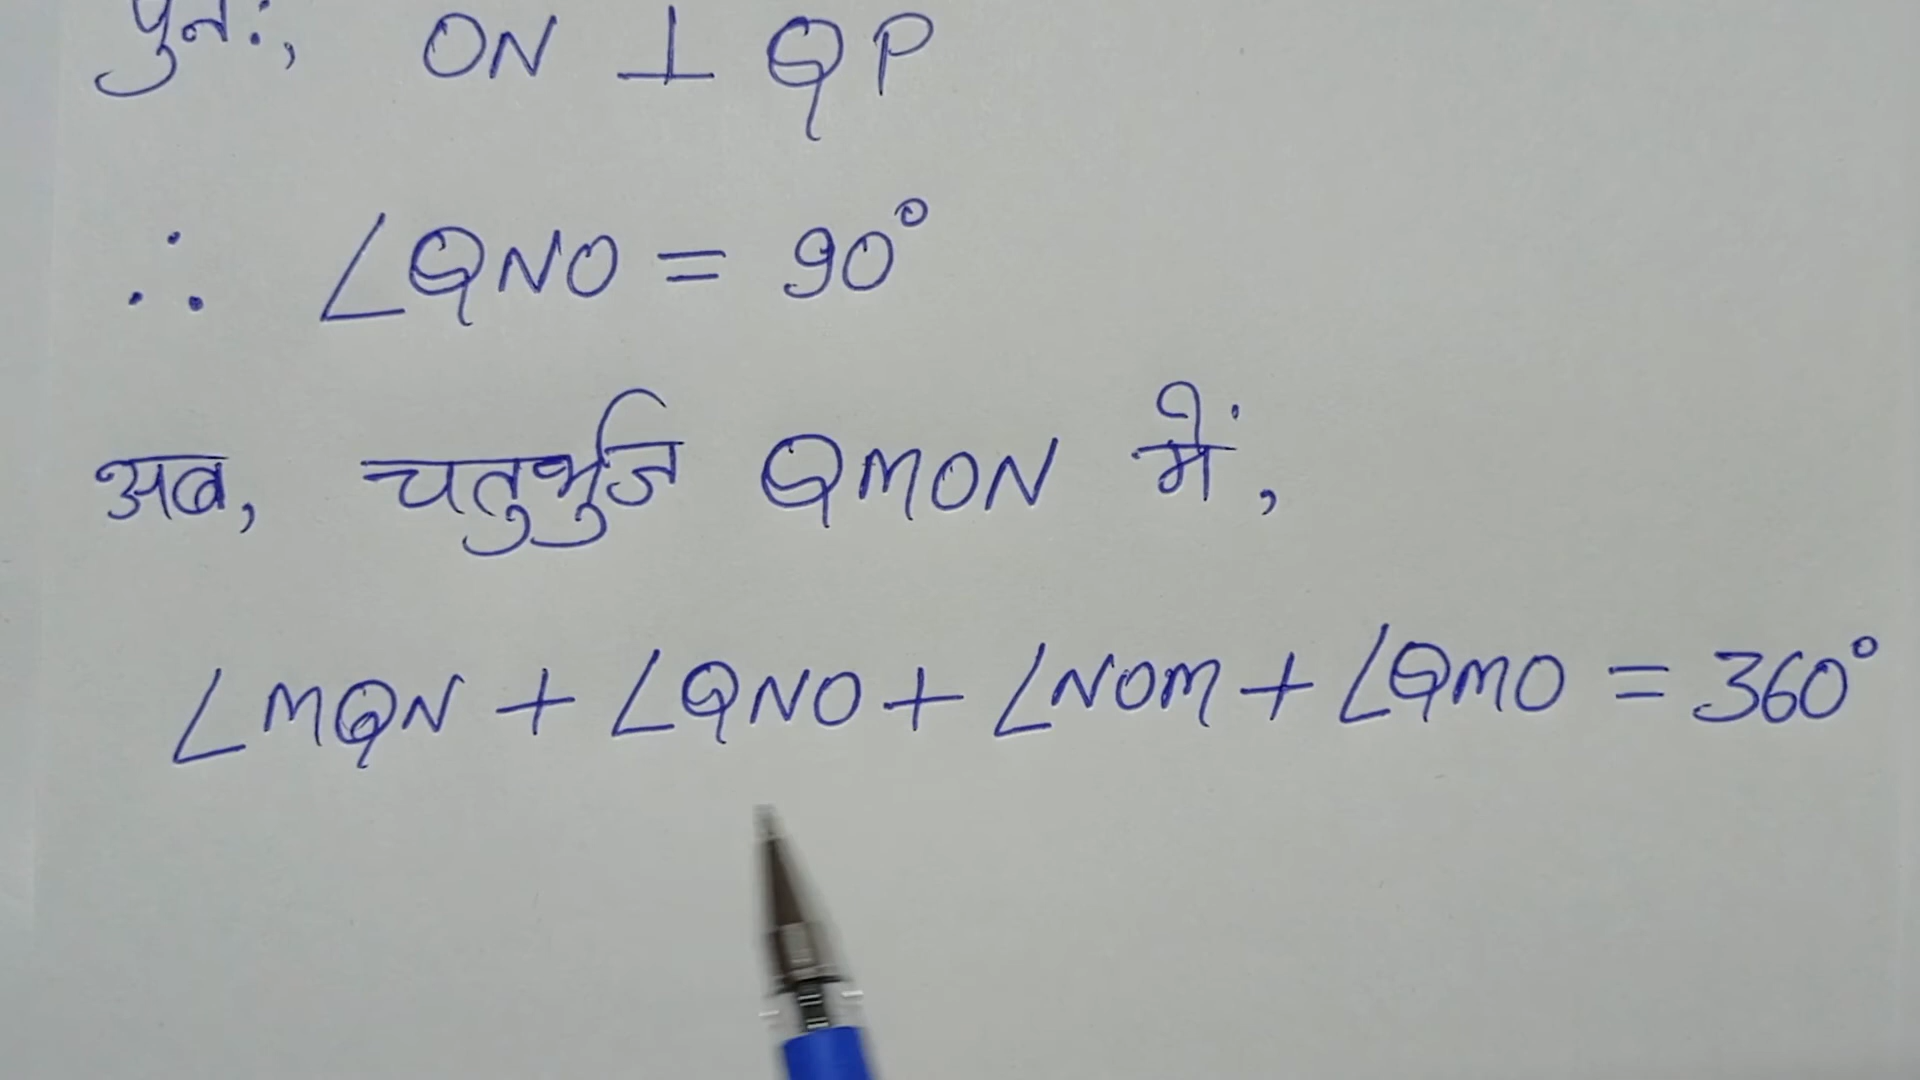 पुनः, ON ⊥ QP
∴ ∠QNO = 90°
अब, चतुर्भुज QMON में,
∠MQN + ∠QNO + ∠NOM + ∠QMO = 360°